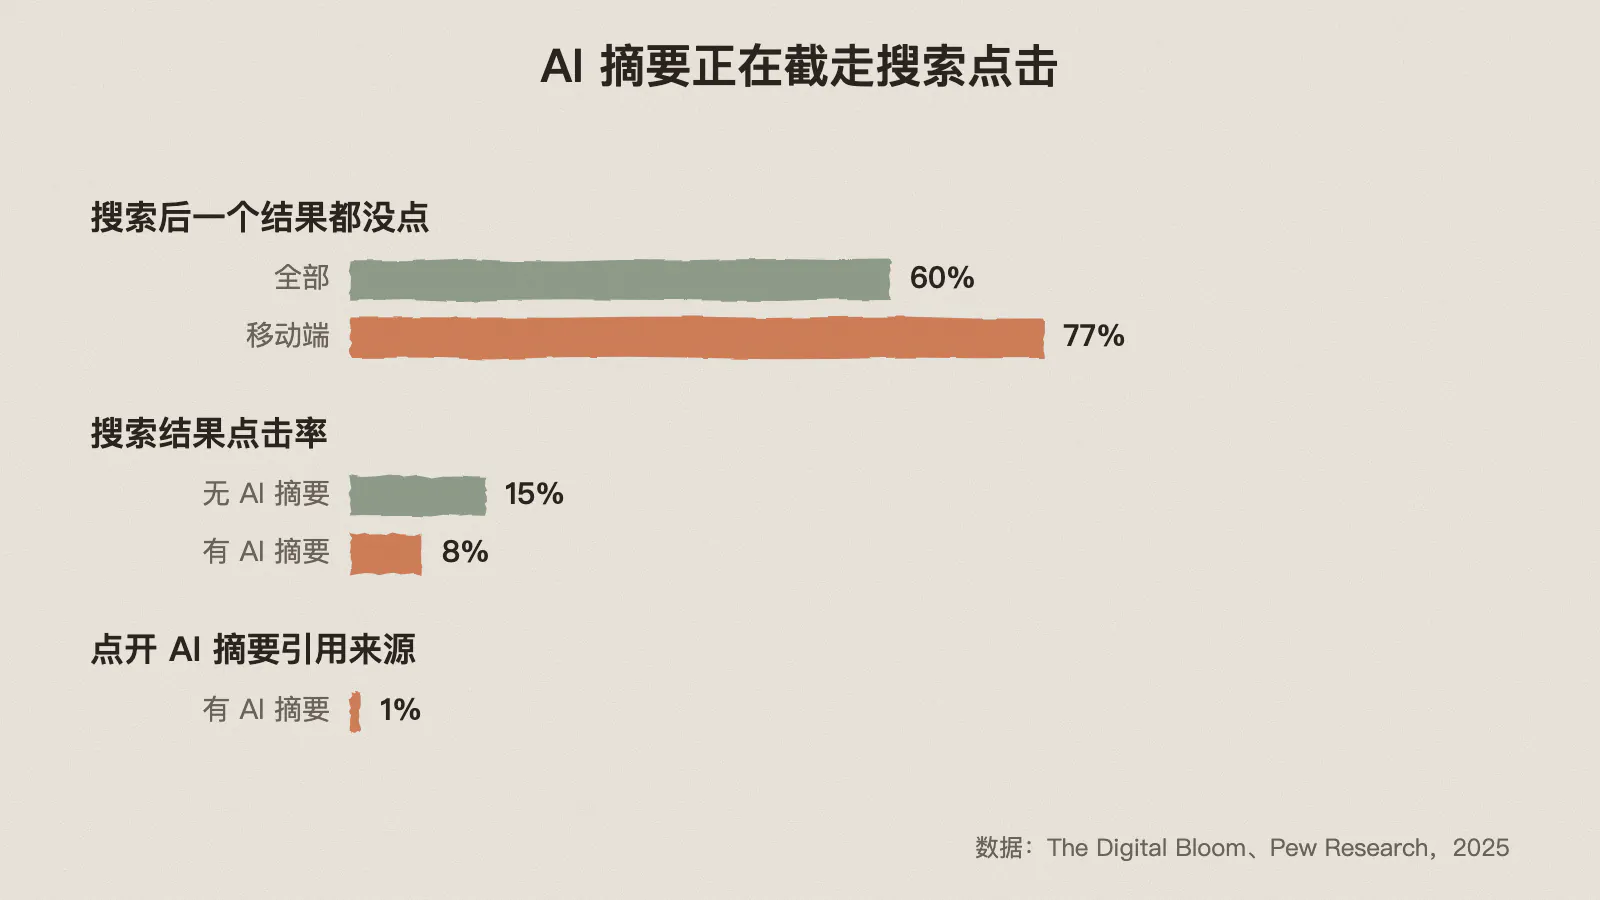 AI 摘要正在截走搜索点击
搜索后一个结果都没点
全部 60%
移动端 77%
搜索结果点击率
无 AI 摘要 15%
有 AI 摘要 8%
点开 AI 摘要引用来源
有 AI 摘要 1%
数据：The Digital Bloom、Pew Research，2025